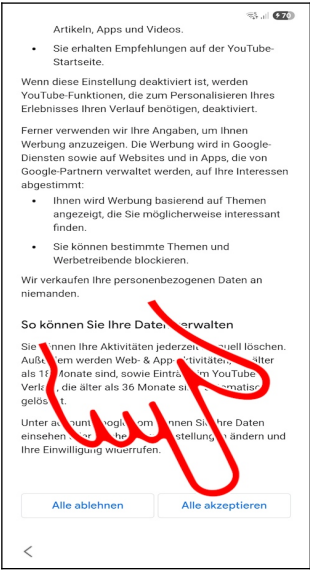 70
Artikeln, Apps und Videos.
• Sie erhalten Empfehlungen auf der YouTube-
Startseite.
Wenn diese Einstellung deaktiviert ist, werden
YouTube-Funktionen, die zum Personalisieren Ihres
Erlebnisses Ihren Verlauf benötigen, deaktiviert.
Ferner verwenden wir Ihre Angaben, um Ihnen
Werbung anzuzeigen. Die Werbung wird in Google-
Diensten sowie auf Websites und in Apps, die von
Google-Partnern verwaltet werden, auf Ihre Interessen
abgestimmt:
• Ihnen wird Werbung basierend auf Themen
angezeigt, die Sie möglicherweise interessant
finden.
• Sie können bestimmte Themen und
Werbetreibende blockieren.
Wir verkaufen Ihre personenbezogenen Daten an
niemanden.
So können Sie Ihre Daten verwalten
Sie können Ihre Aktivitäten jederzeit manuell löschen.
Außerdem werden Web- & App-Aktivitäten, die älter
als 18 Monate sind, sowie Einträge im YouTube-
Verlauf, die älter als 36 Monate sind, automatisch
gelöscht.
Unter account.google.com können Sie Ihre Daten
einsehen oder Einstellungen ändern und
Ihre Einwilligung widerrufen.
Alle ablehnen
Alle akzeptieren